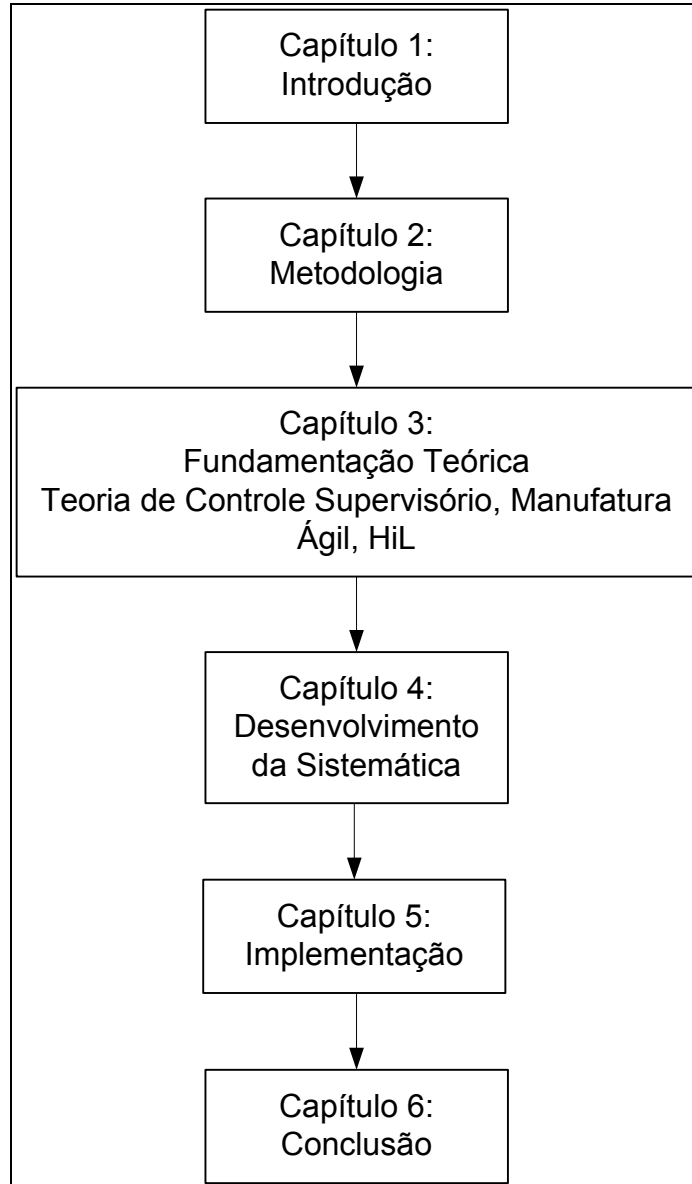 Capítulo 1:
Introdução
Capítulo 2:
Metodologia
Capítulo 3:
Fundamentação Teórica
Teoria de Controle Supervisório, Manufatura
Ágil, HiL
Capítulo 4:
Desenvolvimento
da Sistemática
Capítulo 5:
Implementação
Capítulo 6:
Conclusão